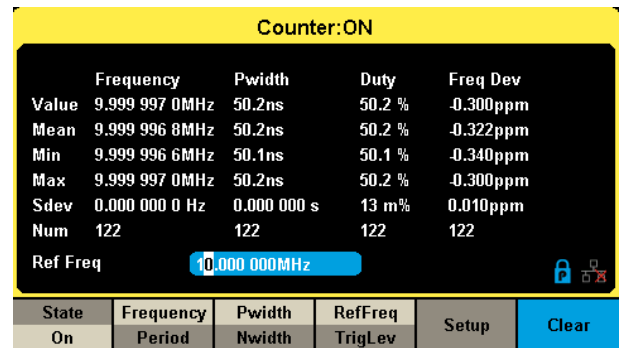 Counter:ON
Frequency Pwidth Duty Freq Dev
Value 9.999 997 0MHz 50.2ns 50.2 % -0.300ppm
Mean 9.999 996 8MHz 50.2ns 50.2 % -0.322ppm
Min 9.999 996 6MHz 50.1ns 50.1 % -0.340ppm
Max 9.999 997 0MHz 50.2ns 50.2 % -0.300ppm
Sdev 0.000 000 0 Hz 0.000 000 s 13 m% 0.010ppm
Num 122 122 122 122
Ref Freq 10.000 000MHz
P
State Frequency Pwidth RefFreq Setup Clear
On Period Nwidth TrigLev